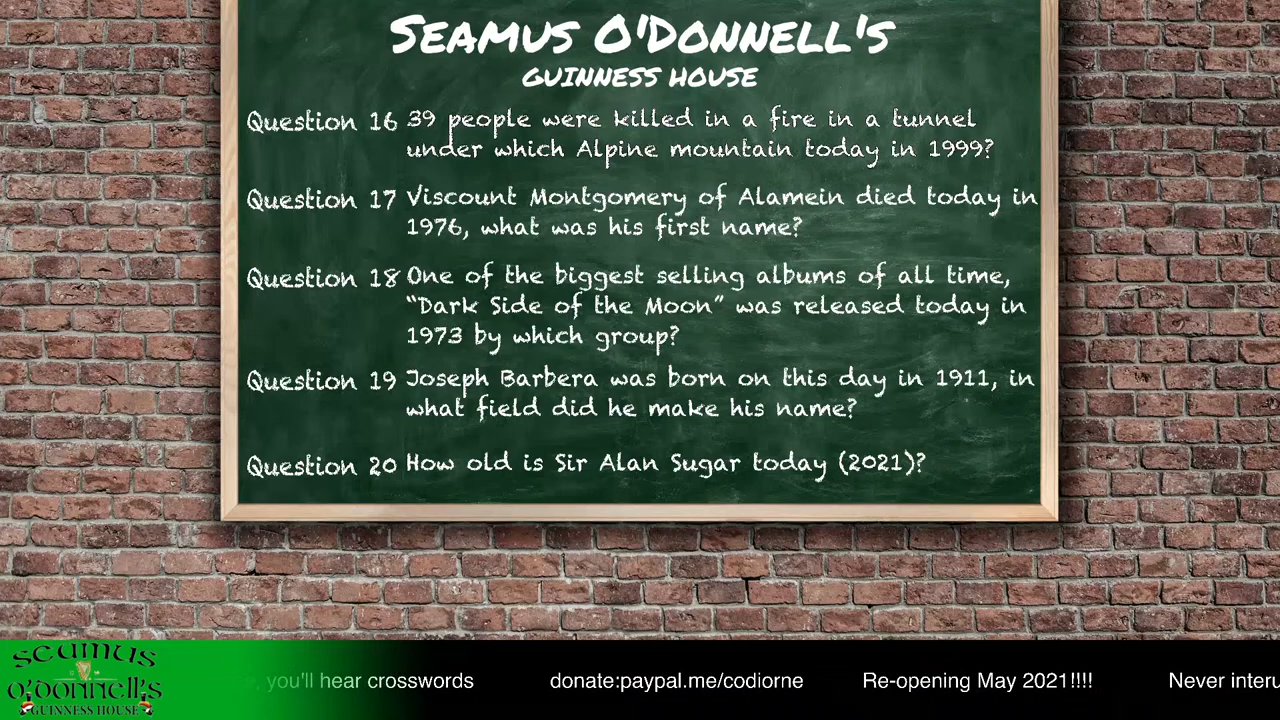 SEAMUS O'DONNELL'S
GUINNESS HOUSE
Question 16 39 people were killed in a fire in a tunnel
under which Alpine mountain today in 1999?
Question 17 Viscount Montgomery of Alamein died today in
1976, what was his first name?
Question 18 One of the biggest selling albums of all time,
“Dark Side of the Moon” was released today in
1973 by which group?
Question 19 Joseph Barbera was born on this day in 1911, in
what field did he make his name?
Question 20 How old is Sir Alan Sugar today (2021)?
seamus
o'donnell's
GUINNESS HOUSE
you'll hear crosswords donate:paypal.me/codiorne Re-opening May 2021!!!! Never